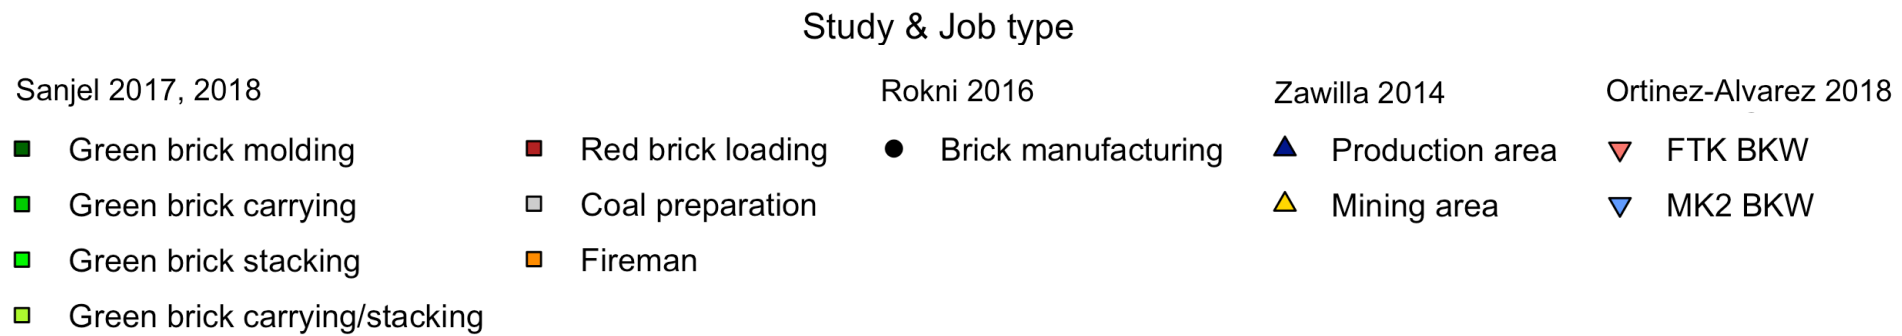 Study & Job type
Sanjel 2017, 2018
Green brick molding
Green brick carrying
Green brick stacking
Green brick carrying/stacking
Red brick loading
Coal preparation
Fireman
Rokni 2016
Brick manufacturing
Zawilla 2014
Production area
Mining area
Ortinez-Alvarez 2018
FTK BKW
MK2 BKW